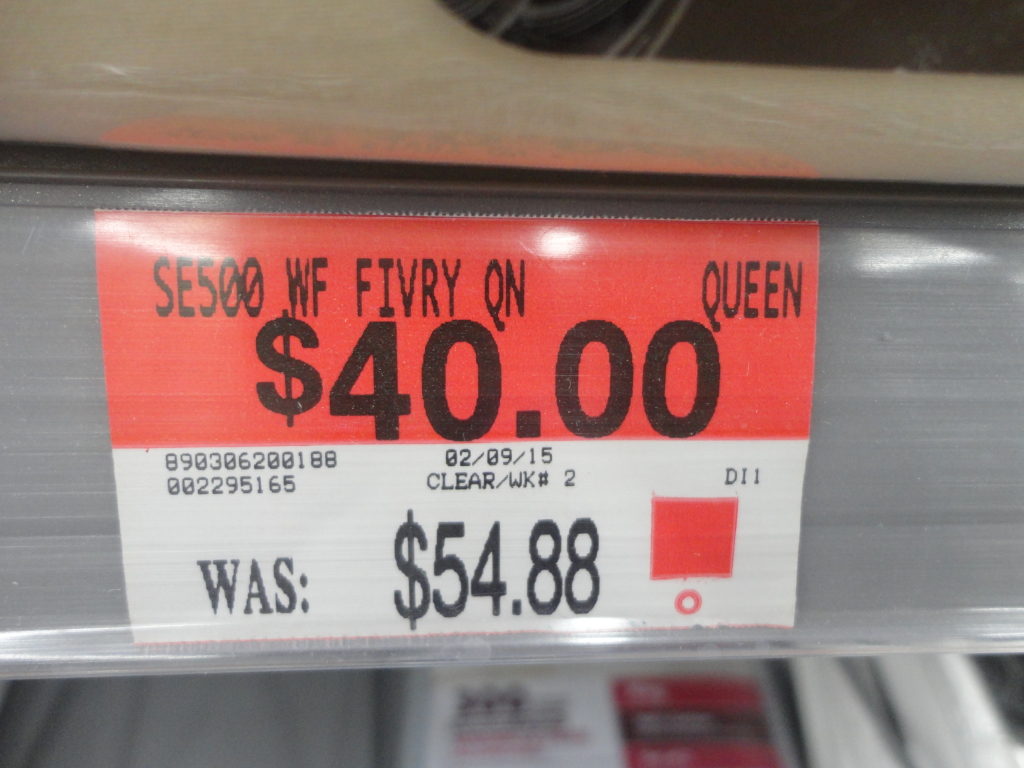 SE500 WF FIVRY QN QUEEN
$40.00
890306200188 02/09/15
002295165 CLEAR/WK# 2 DI1
WAS: $54.88